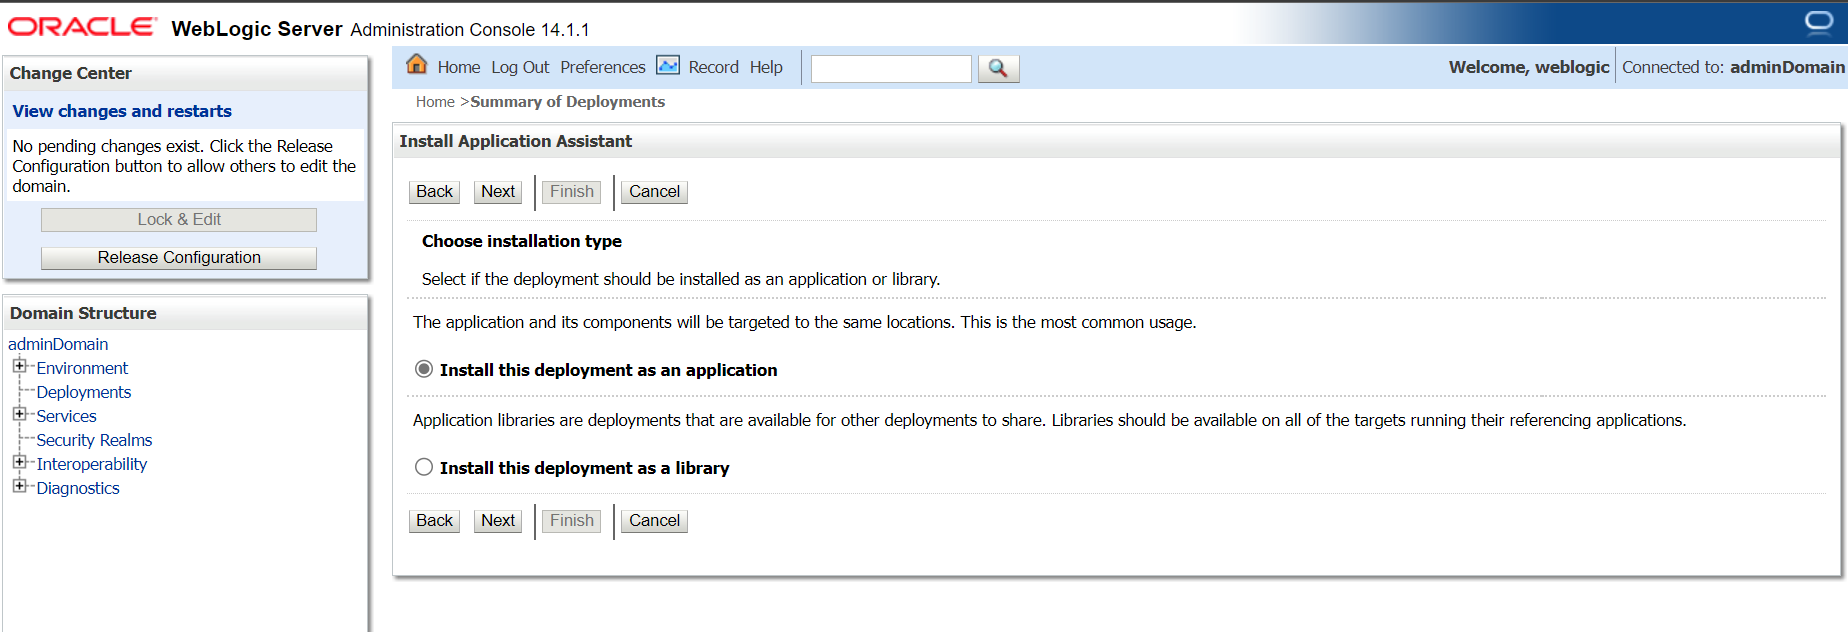 ORACLE WebLogic Server Administration Console 14.1.1
Change Center
View changes and restarts
No pending changes exist. Click the Release
Configuration button to allow others to edit the
domain.
Lock & Edit
Release Configuration
Domain Structure
adminDomain
Environment
Deployments
Services
Security Realms
Interoperability
Diagnostics
Home Log Out Preferences Record Help
Welcome, weblogic Connected to: adminDomain
Home >Summary of Deployments
Install Application Assistant
Back Next Finish Cancel
Choose installation type
Select if the deployment should be installed as an application or library.
The application and its components will be targeted to the same locations. This is the most common usage.
Install this deployment as an application
Application libraries are deployments that are available for other deployments to share. Libraries should be available on all of the targets running their referencing applications.
Install this deployment as a library
Back Next Finish Cancel